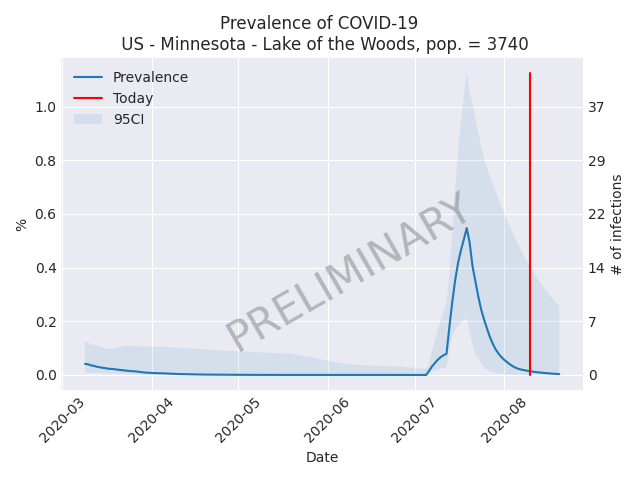 Prevalence of COVID-19
US - Minnesota - Lake of the Woods, pop. = 3740
Prevalence
Today
95CI
1.0
0.8
0.6
0.4
0.2
0.0
%
37
29
22
14
7
0
# of infections
PRELIMINARY
2020-03
2020-04
2020-05
2020-06
2020-07
2020-08
Date